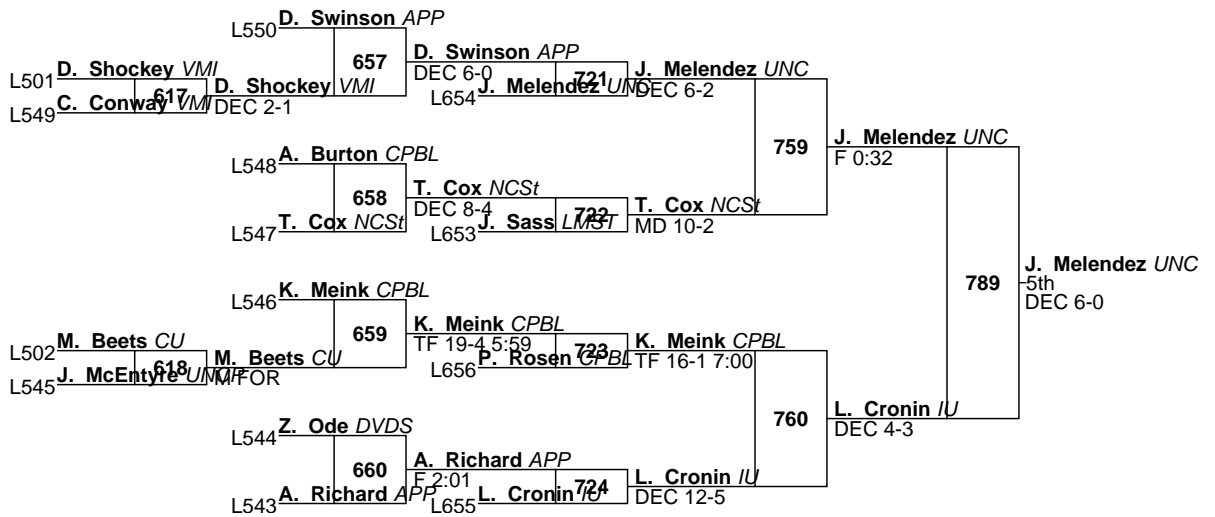 L550 D. Swinson APP
657
D. Swinson APP
DEC 6-0
L501 D. Shockey VMI
617
L549 C. Conway VMI
D. Shockey VMI
DEC 2-1
721
L654 J. Melendez UNC
J. Melendez UNC
DEC 6-2
L548 A. Burton CPBL
658
L547 T. Cox NCSt
T. Cox NCSt
DEC 8-4
722
L653 J. Sass LMST
T. Cox NCSt
MD 10-2
759
J. Melendez UNC
F 0:32
L546 K. Meink CPBL
659
K. Meink CPBL
TF 19-4 5:59
L502 M. Beets CU
618
L545 J. McEntyre UNCP
M. Beets CU
M FOR
723
L656 P. Rosen CPBL
K. Meink CPBL
TF 16-1 7:00
L544 Z. Ode DVDS
660
L543 A. Richard APP
A. Richard APP
F 2:01
724
L655 L. Cronin IU
L. Cronin IU
DEC 12-5
760
L. Cronin IU
DEC 4-3
789
J. Melendez UNC
5th
DEC 6-0